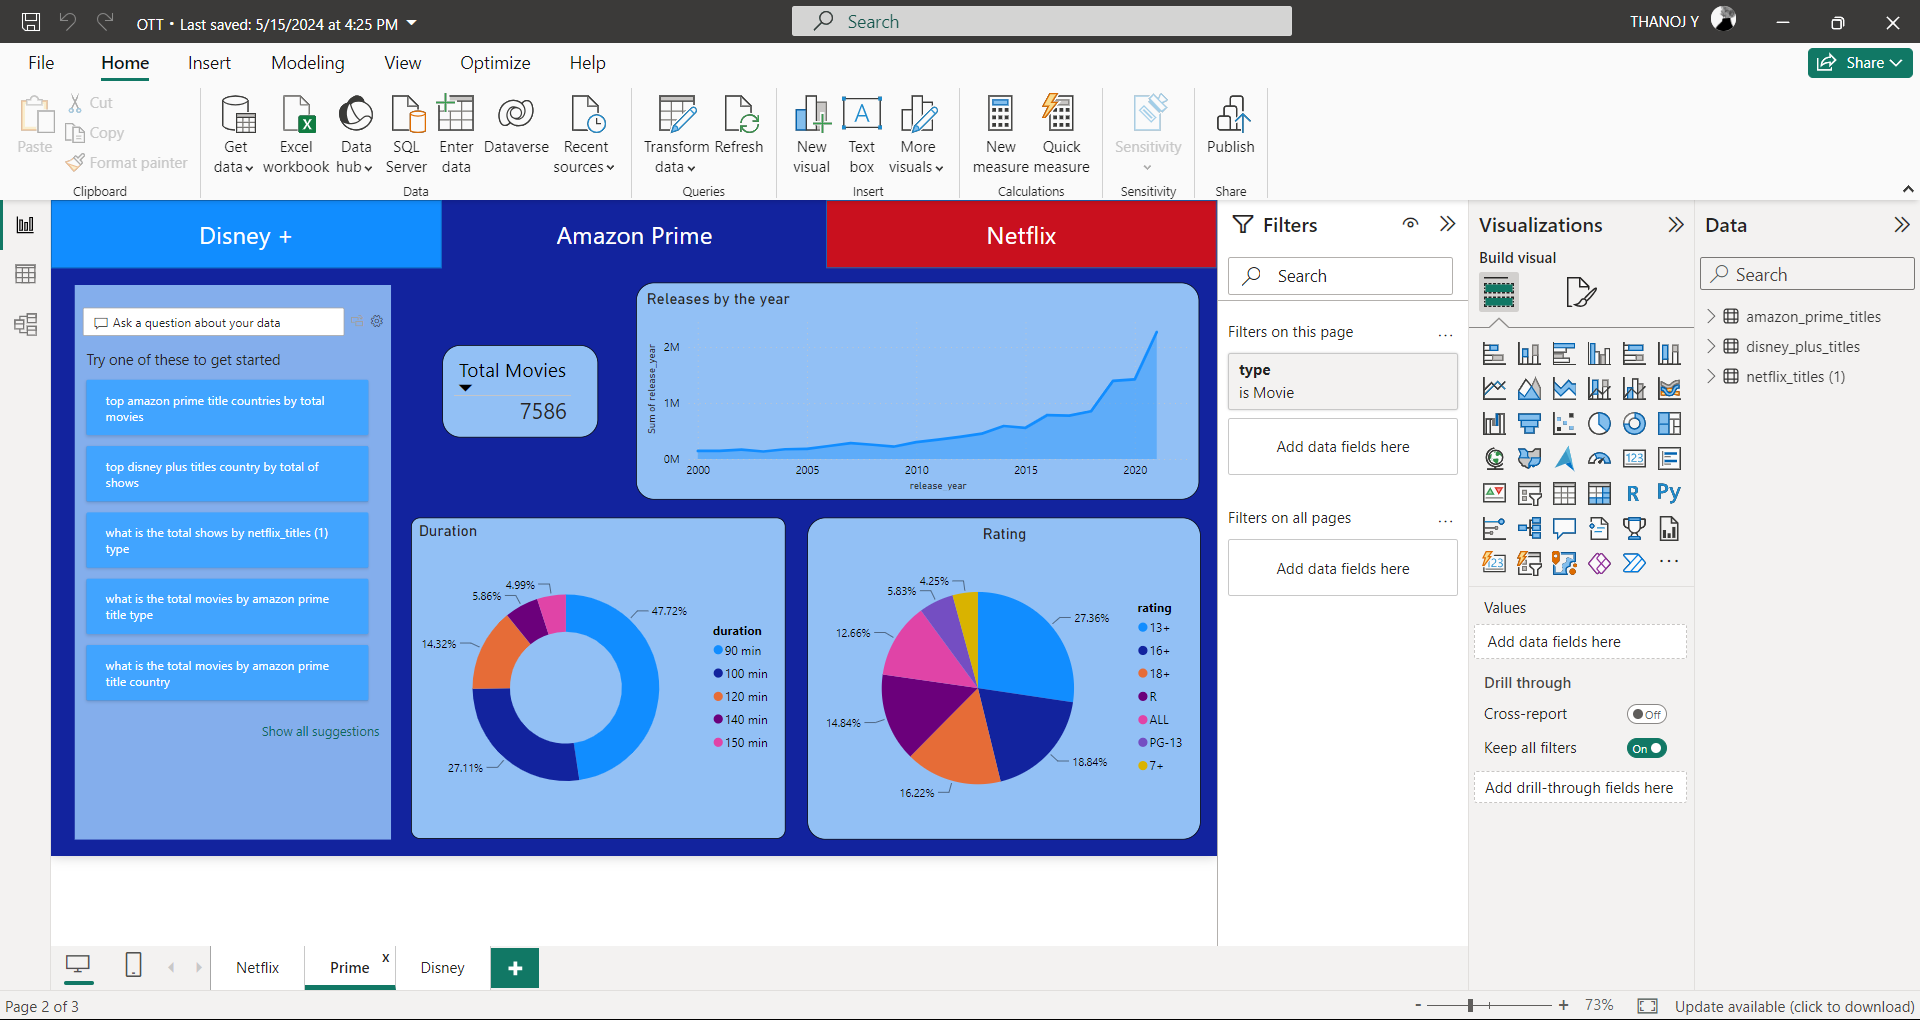 OTT • Last saved: 5/15/2024 at 4:25 PM
Search
THANOJ Y
File
Home
Insert
Modeling
View
Optimize
Help
Share
Paste
Cut
Copy
Format painter
Clipboard
Get
data
Excel
workbook
Data
hub
SQL
Server
Enter
data
Dataverse
Recent
sources
Data
Transform
data
Refresh
Queries
New
visual
Text
box
More
visuals
Insert
New
measure
Quick
measure
Calculations
Sensitivity
Sensitivity
Publish
Share
Disney +
Amazon Prime
Netflix
Ask a question about your data
Try one of these to get started
top amazon prime title countries by total
movies
top disney plus titles country by total of
shows
what is the total shows by netflix_titles (1)
type
what is the total movies by amazon prime
title type
what is the total movies by amazon prime
title country
Show all suggestions
Total Movies
7586
Releases by the year
Sum of release_year
2M
1M
0M
2000
2005
2010
2015
2020
release_year
Duration
4.99%
5.86%
14.32%
27.11%
47.72%
duration
90 min
100 min
120 min
140 min
150 min
Rating
4.25%
5.83%
12.66%
14.84%
16.22%
18.84%
27.36%
rating
13+
16+
18+
R
ALL
PG-13
7+
Filters
Search
Filters on this page
...
type
is Movie
Add data fields here
Filters on all pages
...
Add data fields here
Visualizations
Build visual
123
R
Py
123
...
Values
Add data fields here
Drill through
Cross-report
Off
Keep all filters
On
Add drill-through fields here
Data
Search
amazon_prime_titles
disney_plus_titles
netflix_titles (1)
Netflix
Prime
x
Disney
+
Page 2 of 3
-
+
73%
Update available (click to download)